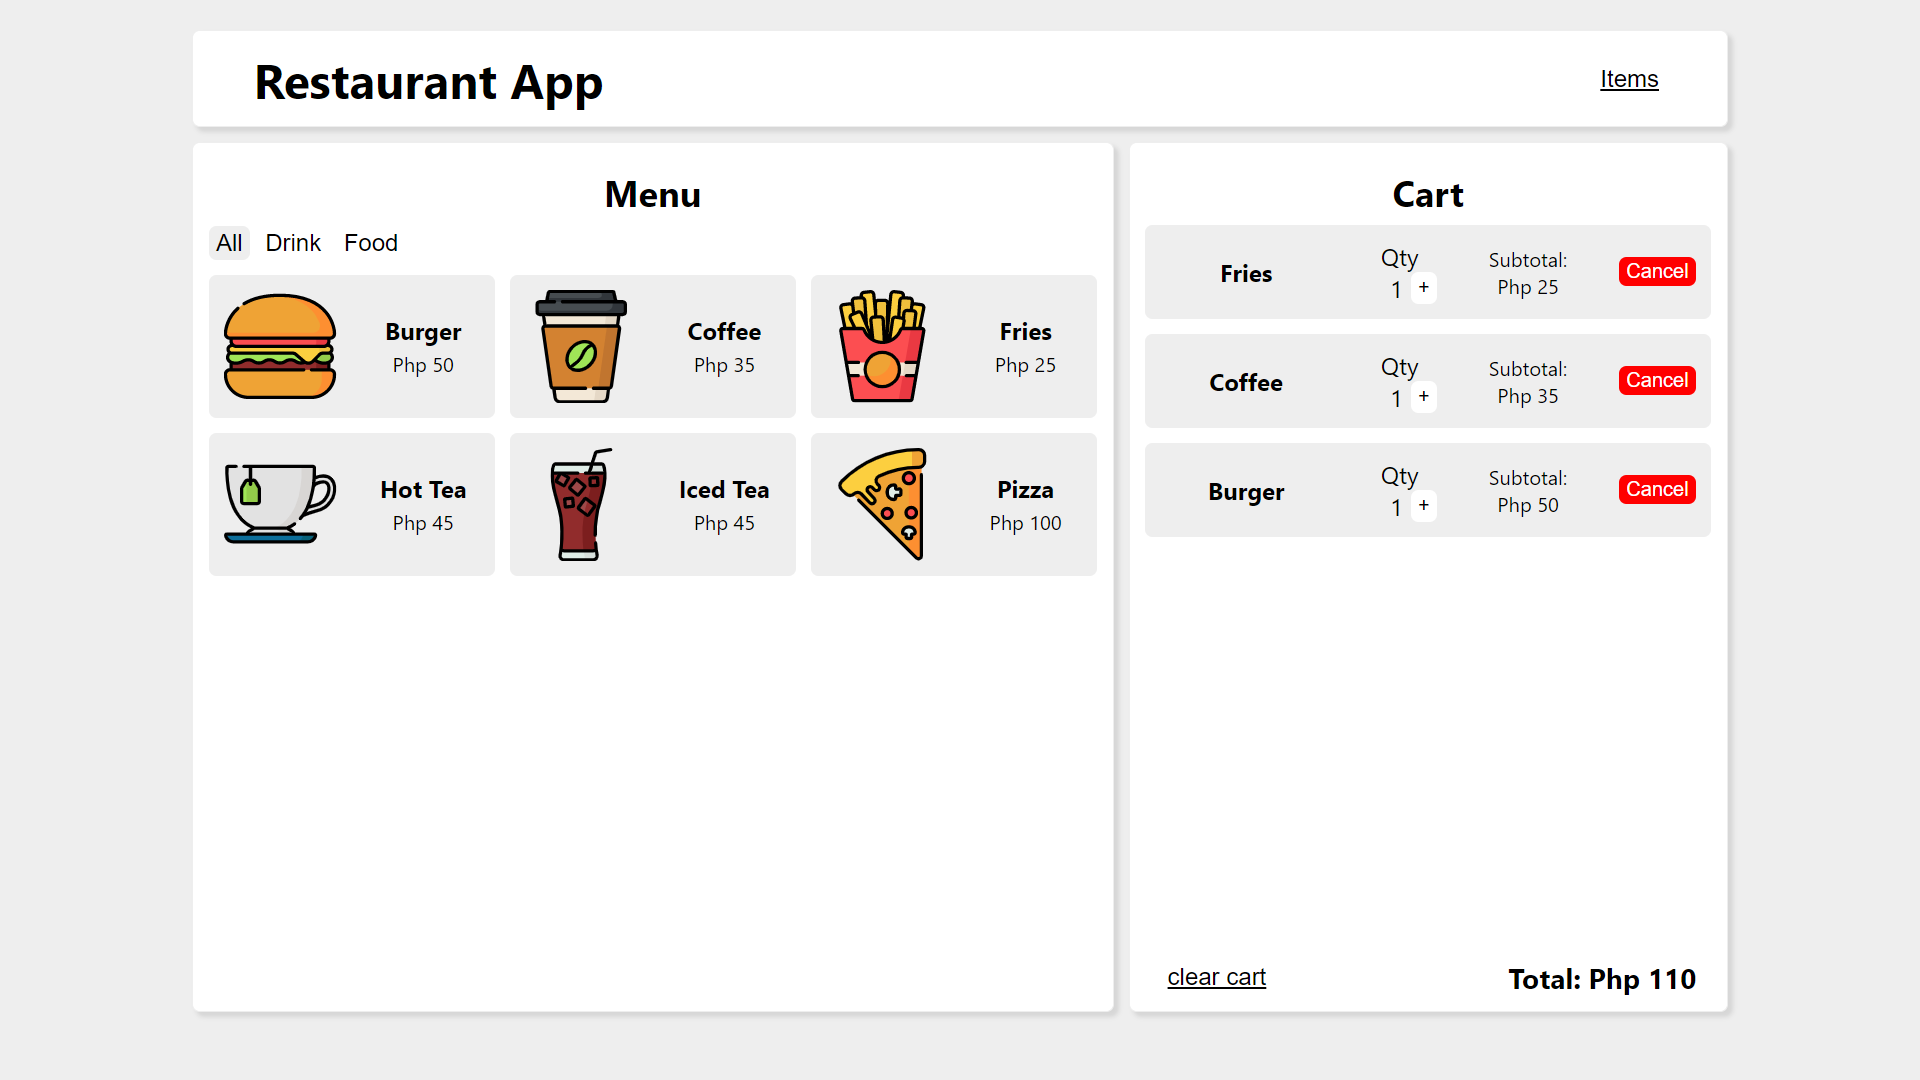 Restaurant App
Items
Menu
All Drink Food
Burger
Php 50
Coffee
Php 35
Fries
Php 25
Hot Tea
Php 45
Iced Tea
Php 45
Pizza
Php 100
Cart
Fries
Qty
1 +
Subtotal:
Php 25
Cancel
Coffee
Qty
1 +
Subtotal:
Php 35
Cancel
Burger
Qty
1 +
Subtotal:
Php 50
Cancel
clear cart
Total: Php 110